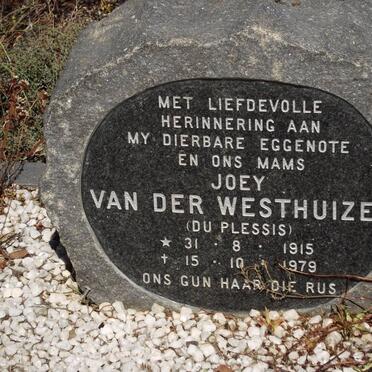 MET LIEFDEVOLLE
HERINNERING AAN
MY DIERBARE EGGENOTE
EN ONS MAMS
JOEY
VAN DER WESTHUIZE
(DU PLESSIS)
★ 31 · 8 · 1915
✝ 15 · 10 · 1979
ONS GUN HAAR DIE RUS